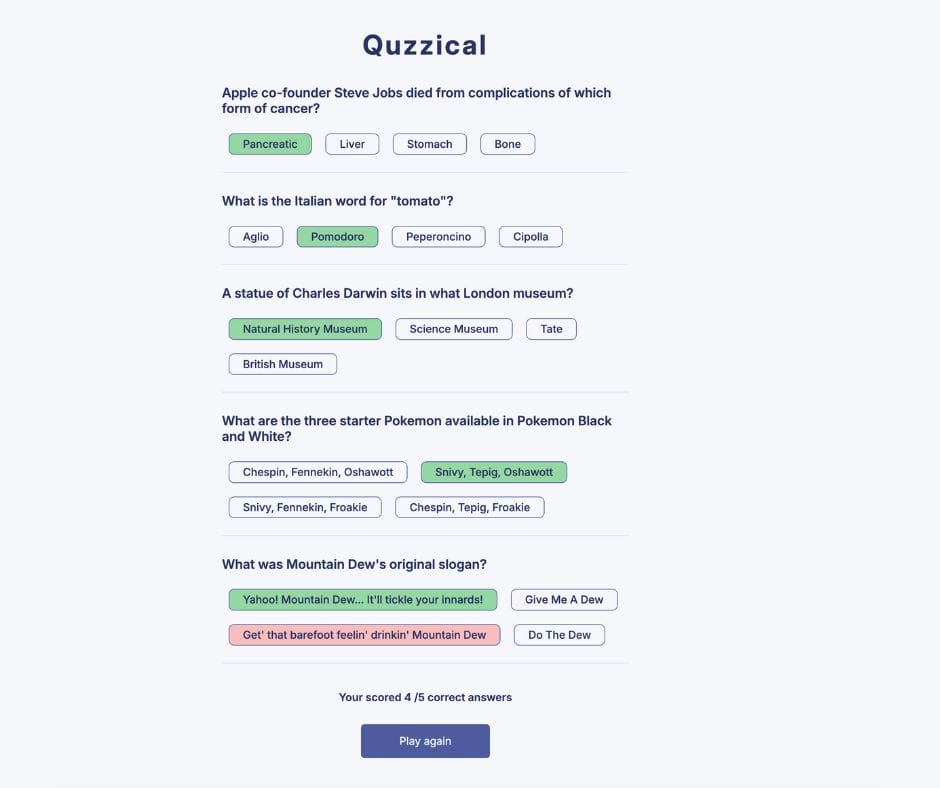 Quzzical
Apple co-founder Steve Jobs died from complications of which
form of cancer?
Pancreatic Liver Stomach Bone
What is the Italian word for "tomato"?
Aglio Pomodoro Peperoncino Cipolla
A statue of Charles Darwin sits in what London museum?
Natural History Museum Science Museum Tate
British Museum
What are the three starter Pokemon available in Pokemon Black
and White?
Chespin, Fennekin, Oshawott Snivy, Tepig, Oshawott
Snivy, Fennekin, Froakie Chespin, Tepig, Froakie
What was Mountain Dew's original slogan?
Yahoo! Mountain Dew... It'll tickle your innards! Give Me A Dew
Get' that barefoot feelin' drinkin' Mountain Dew Do The Dew
Your scored 4 /5 correct answers
Play again